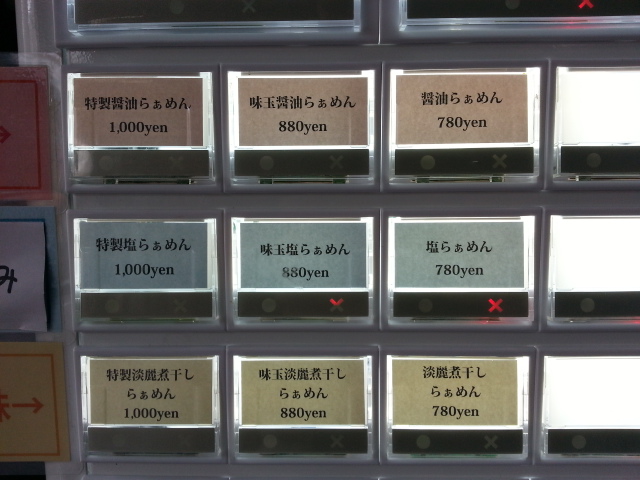 特製醤油らぁめん
1,000yen
味玉醤油らぁめん
880yen
醤油らぁめん
780yen
特製塩らぁめん
1,000yen
味玉塩らぁめん
880yen
塩らぁめん
780yen
み
特製淡麗煮干し
らぁめん
1,000yen
味玉淡麗煮干し
らぁめん
880yen
淡麗煮干し
らぁめん
780yen
味→